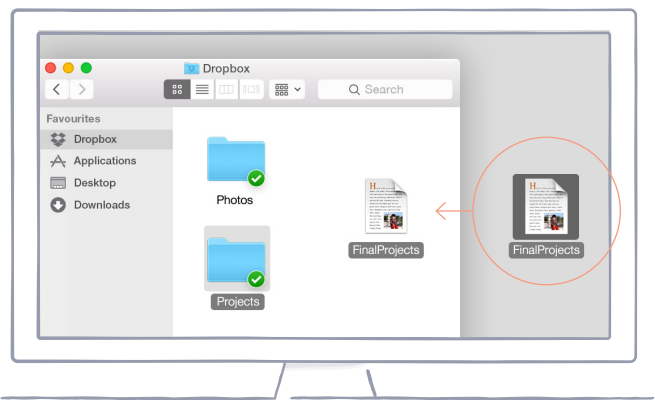 Dropbox
Search
Favourites
Dropbox
Applications
Desktop
Downloads
Photos
Projects
FinalProjects
FinalProjects